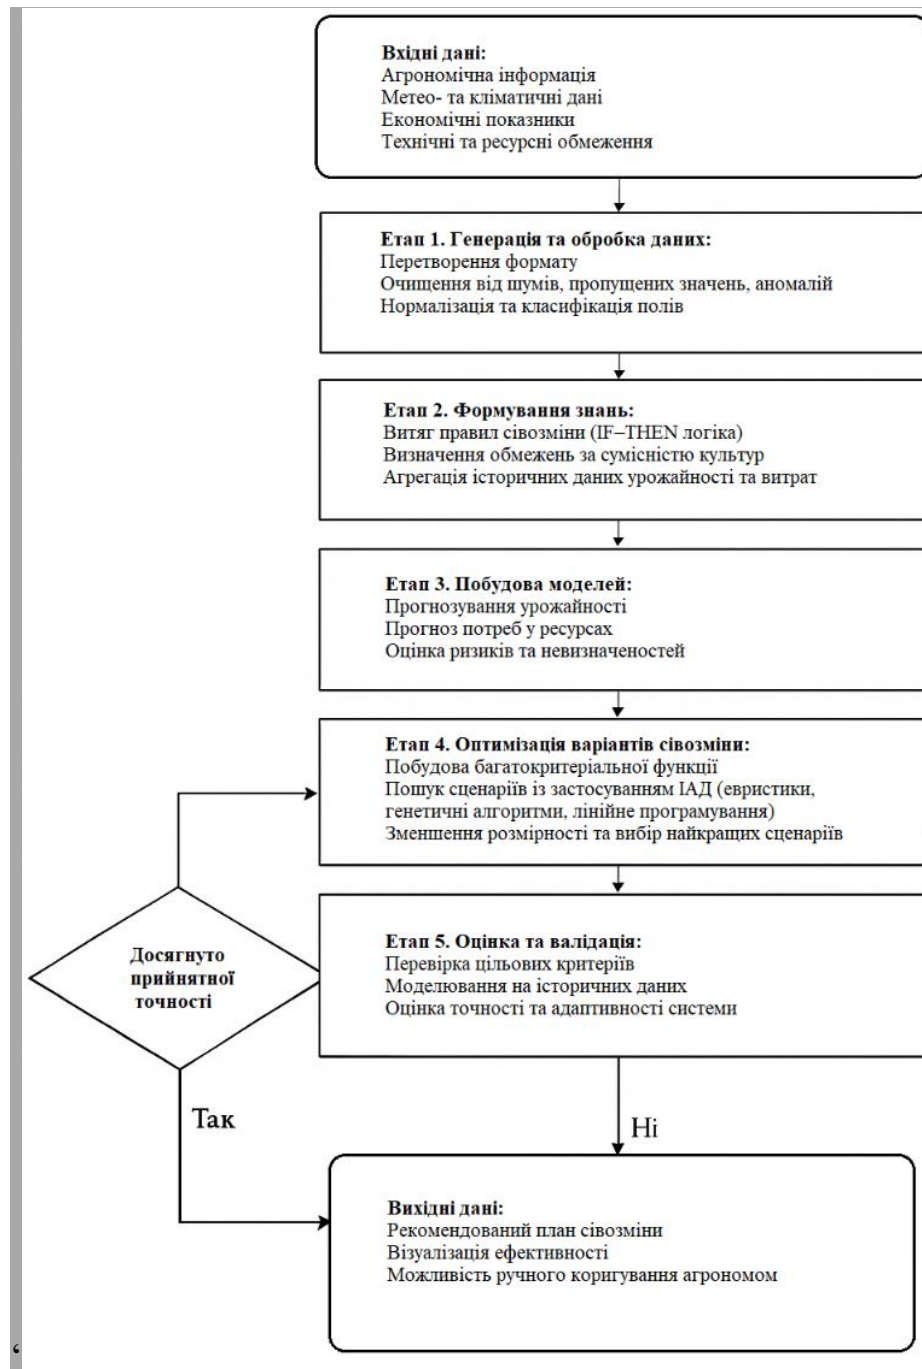 Вхідні дані:
Агрономічна інформація
Метео- та кліматичні дані
Економічні показники
Технічні та ресурсні обмеження
Етап 1. Генерація та обробка даних:
Перетворення формату
Очищення від шумів, пропущених значень, аномалій
Нормалізація та класифікація полів
Етап 2. Формування знань:
Витяг правил сівозміни (IF–THEN логіка)
Визначення обмежень за сумісністю культур
Агрегація історичних даних урожайності та витрат
Етап 3. Побудова моделей:
Прогнозування урожайності
Прогноз потреб у ресурсах
Оцінка ризиків та невизначеностей
Етап 4. Оптимізація варіантів сівозміни:
Побудова багатокритеріальної функції
Пошук сценаріїв із застосуванням ІАД (евристики,
генетичні алгоритми, лінійне програмування)
Зменшення розмірності та вибір найкращих сценаріїв
Досягнуто
прийнятної
точності
Етап 5. Оцінка та валідація:
Перевірка цільових критеріїв
Моделювання на історичних даних
Оцінка точності та адаптивності системи
Так
Ні
Вихідні дані:
Рекомендований план сівозміни
Візуалізація ефективності
Можливість ручного коригування агрономом
‘